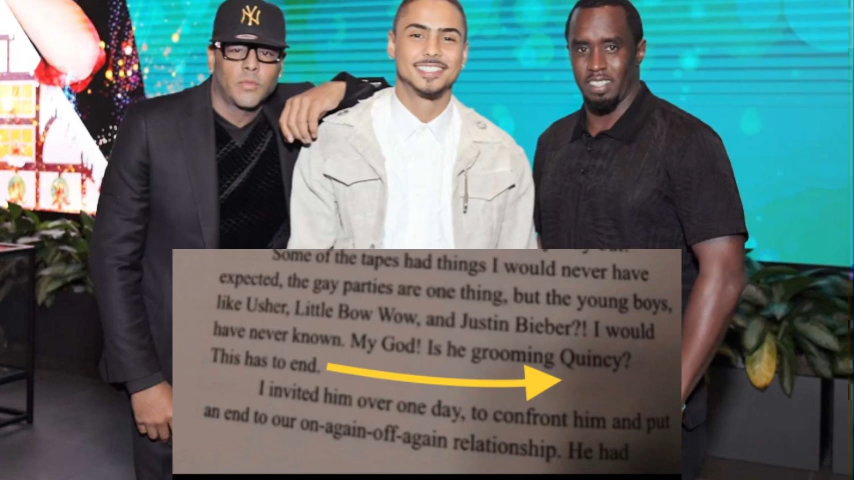 NY
Some of the tapes had things I would never have
expected, the gay parties are one thing, but the young boys,
like Usher, Little Bow Wow, and Justin Bieber?! I would
have never known. My God! Is he grooming Quincy?
This has to end.
I invited him over one day, to confront him and put
an end to our on-again-off-again relationship. He had